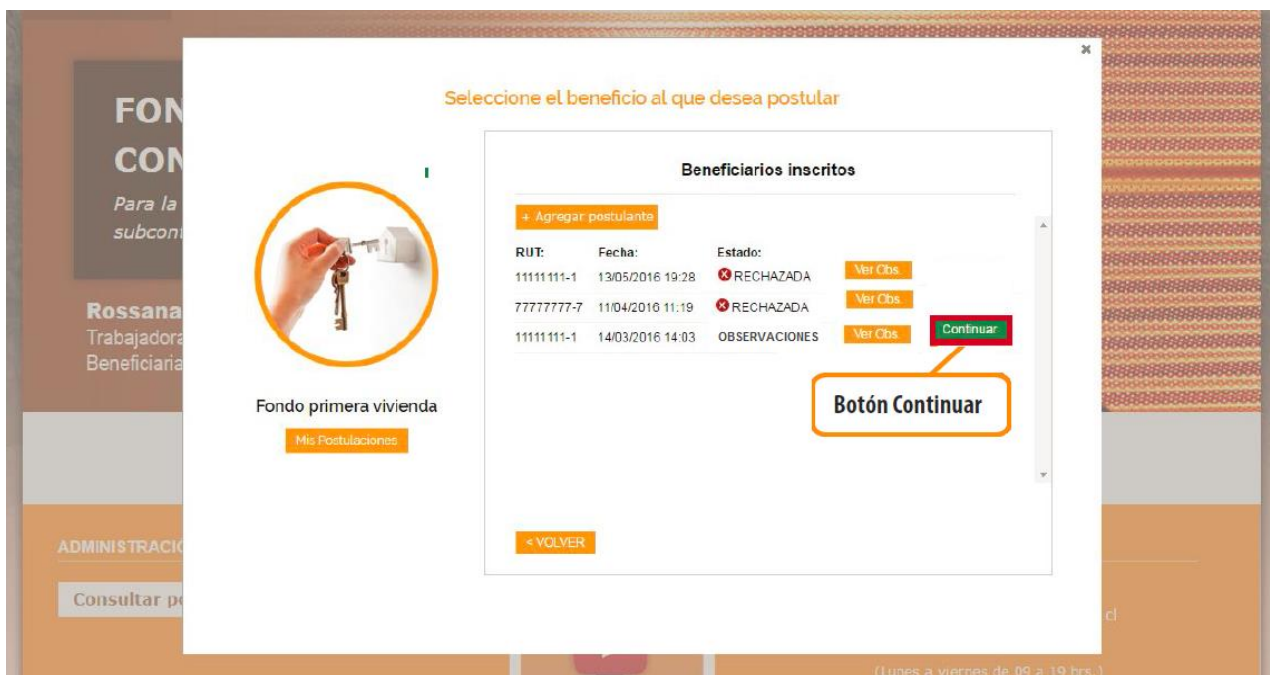 Seleccione el beneficio al que desea postular
FON
CON
Para la
subcont
Rossana
Trabajadora
Beneficiaria
Fondo primera vivienda
Mis Postulaciones
Beneficiarios inscritos
+ Agregar postulante
RUT: Fecha: Estado:
11111111-1 13/05/2016 19:28 RECHAZADA Ver Obs.
77777777-7 11/04/2016 11:19 RECHAZADA Ver Obs.
11111111-1 14/03/2016 14:03 OBSERVACIONES Ver Obs. Continuar
Botón Continuar
< VOLVER
ADMINISTRACIÓ
Consultar pe
cl
(Lunes a viernes de 09 a 19 hrs.)